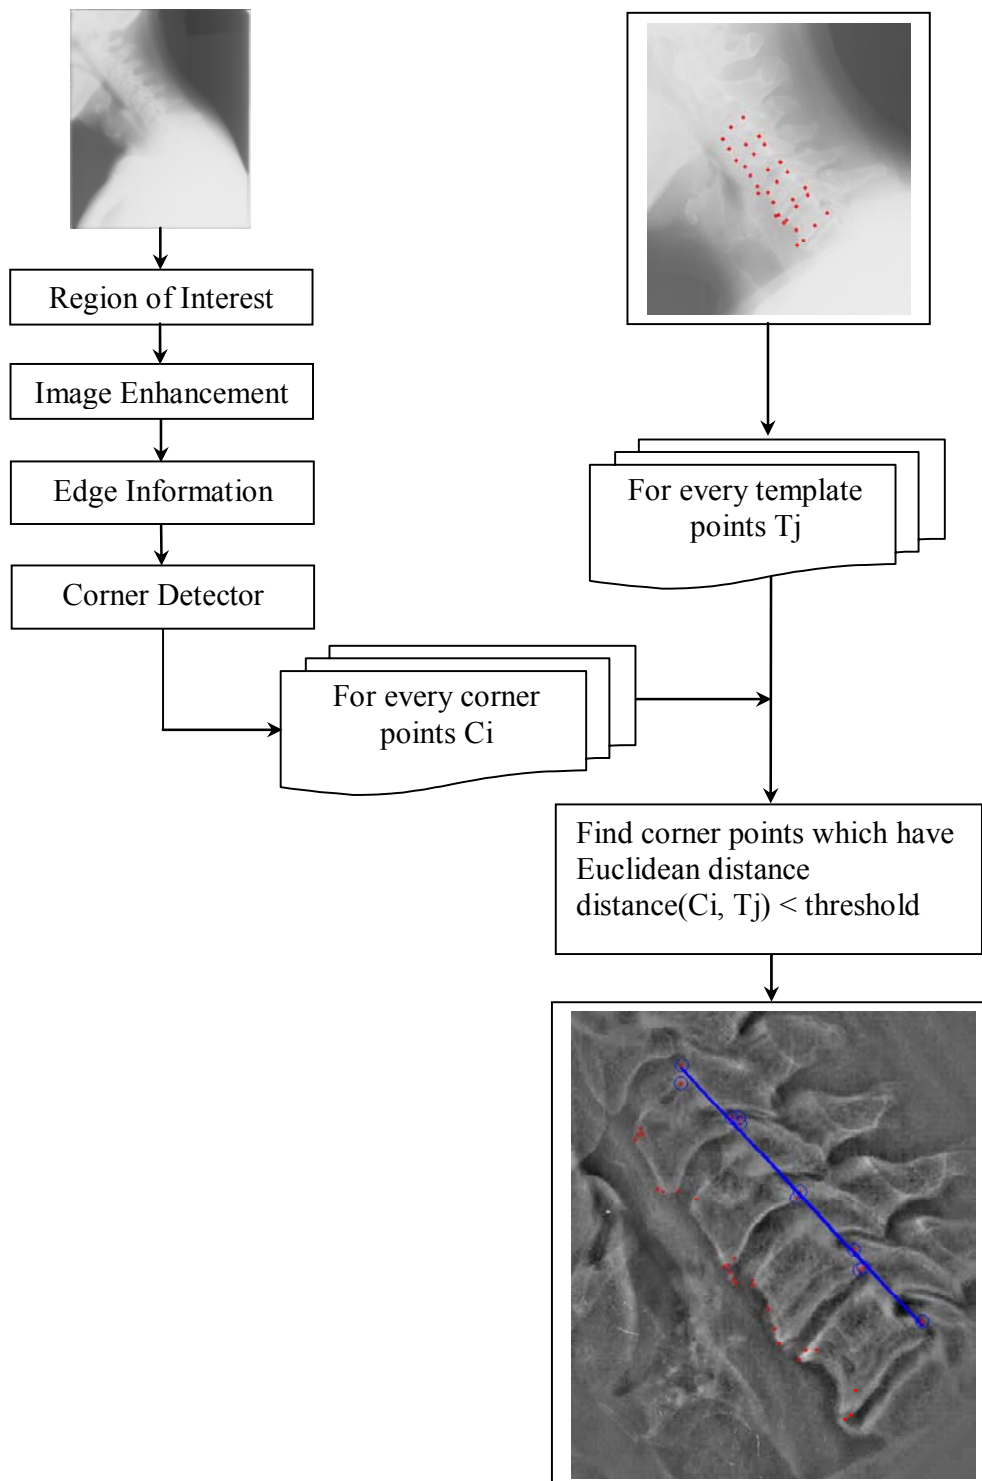 Region of Interest
Image Enhancement
Edge Information
Corner Detector
For every template
points Tj
For every corner
points Ci
Find corner points which have
Euclidean distance
distance(Ci, Tj) < threshold